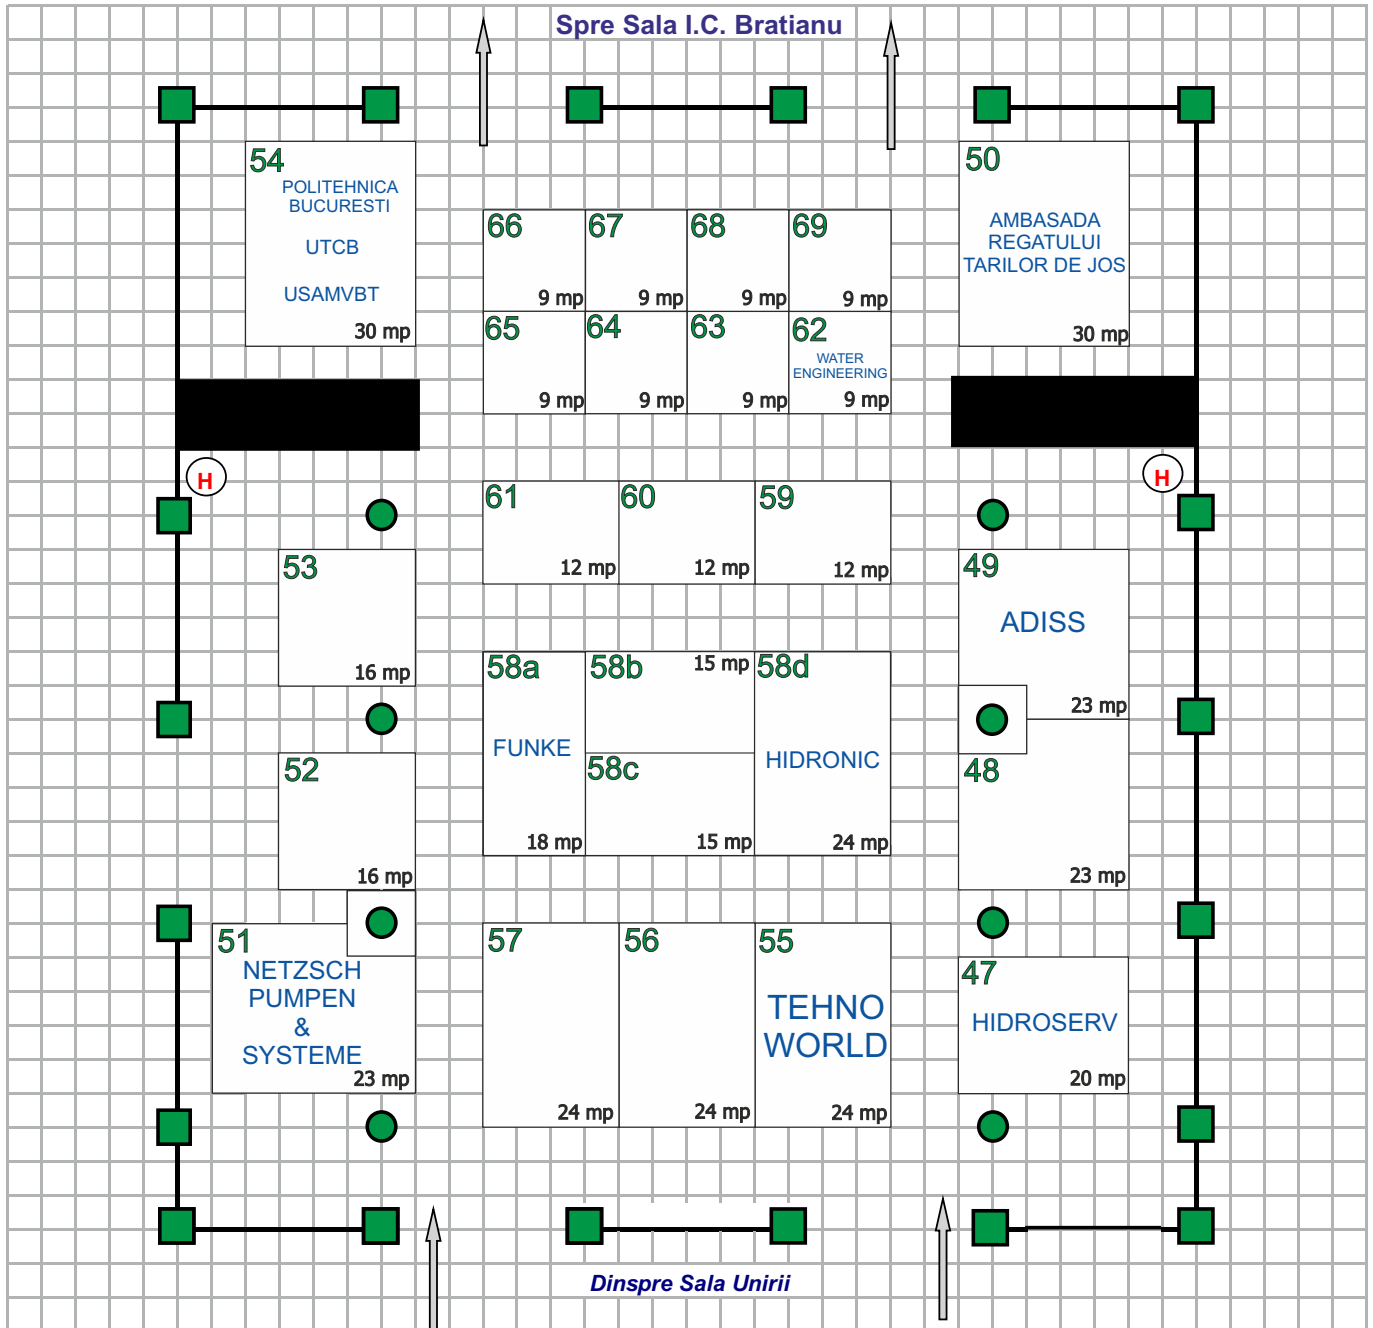 Spre Sala I.C. Bratianu
54
POLITEHNICA
BUCURESTI
UTCB
USAMVBT
30 mp
66
9 mp
67
9 mp
68
9 mp
69
9 mp
65
9 mp
64
9 mp
63
9 mp
62
WATER
ENGINEERING
9 mp
50
AMBASADA
REGATULUI
TARILOR DE JOS
30 mp
H
H
61
12 mp
60
12 mp
59
12 mp
53
16 mp
49
ADISS
23 mp
58a
FUNKE
18 mp
58b
15 mp
58c
15 mp
58d
HIDRONIC
24 mp
52
16 mp
48
23 mp
51
NETZSCH
PUMPEN
&
SYSTEME
23 mp
57
24 mp
56
24 mp
55
TEHNO
WORLD
24 mp
47
HIDROSERV
20 mp
Dinspre Sala Unirii